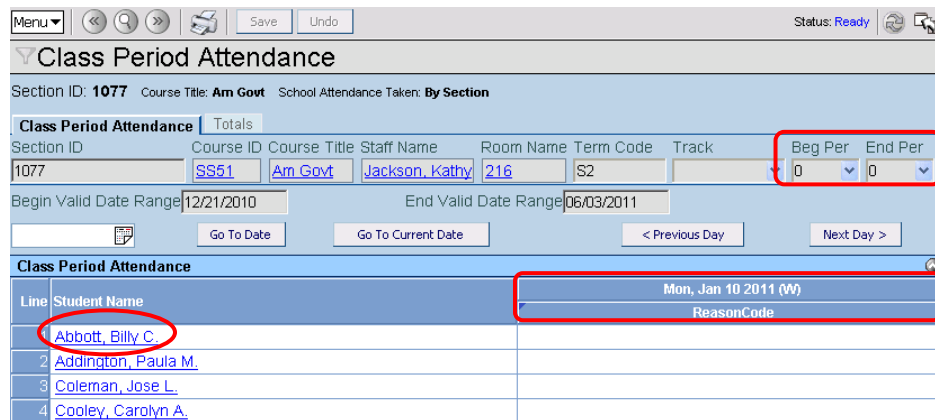 Menu Save Undo Status: Ready
Class Period Attendance
Section ID: 1077 Course Title: Am Govt School Attendance Taken: By Section
Class Period Attendance Totals
Section ID Course ID Course Title Staff Name Room Name Term Code Track Beg Per End Per
1077 SS51 Am Govt Jackson, Kathy 216 S2 0 0
Begin Valid Date Range 12/21/2010 End Valid Date Range 06/03/2011
Go To Date Go To Current Date < Previous Day Next Day >
Class Period Attendance
Line Student Name Mon, Jan 10 2011 (W)
ReasonCode
1 Abbott, Billy C.
2 Addington, Paula M.
3 Coleman, Jose L.
4 Cooley, Carolyn A.